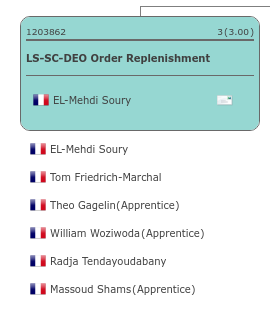 1203862 3(3.00)
LS-SC-DEO Order Replenishment
EL-Mehdi Soury
EL-Mehdi Soury
Tom Friedrich-Marchal
Theo Gagelin(Apprentice)
William Woziwoda(Apprentice)
Radja Tendayoudabany
Massoud Shams(Apprentice)